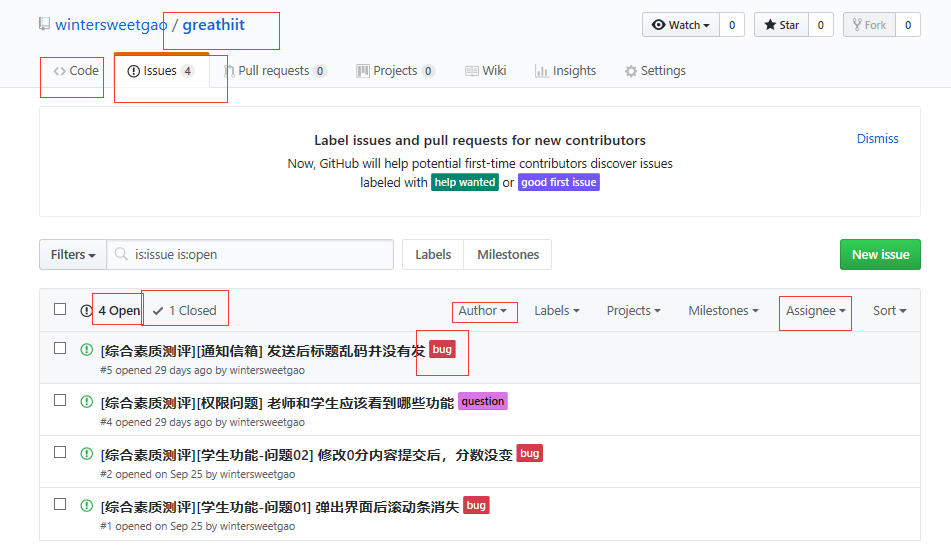 wintersweetgao / greathiit
Watch 0 Star 0 Fork 0
Code Issues 4 Pull requests 0 Projects 0 Wiki Insights Settings
Label issues and pull requests for new contributors
Dismiss
Now, GitHub will help potential first-time contributors discover issues
labeled with help wanted or good first issue
Filters is:issue is:open Labels Milestones New issue
4 Open 1 Closed Author Labels Projects Milestones Assignee Sort
[综合素质测评][通知信箱] 发送后标题乱码并没有发 bug
#5 opened 29 days ago by wintersweetgao
[综合素质测评][权限问题] 老师和学生应该看到哪些功能 question
#4 opened 29 days ago by wintersweetgao
[综合素质测评][学生功能-问题02] 修改0分内容提交后，分数没变 bug
#2 opened on Sep 25 by wintersweetgao
[综合素质测评][学生功能-问题01] 弹出界面后滚动条消失 bug
#1 opened on Sep 25 by wintersweetgao